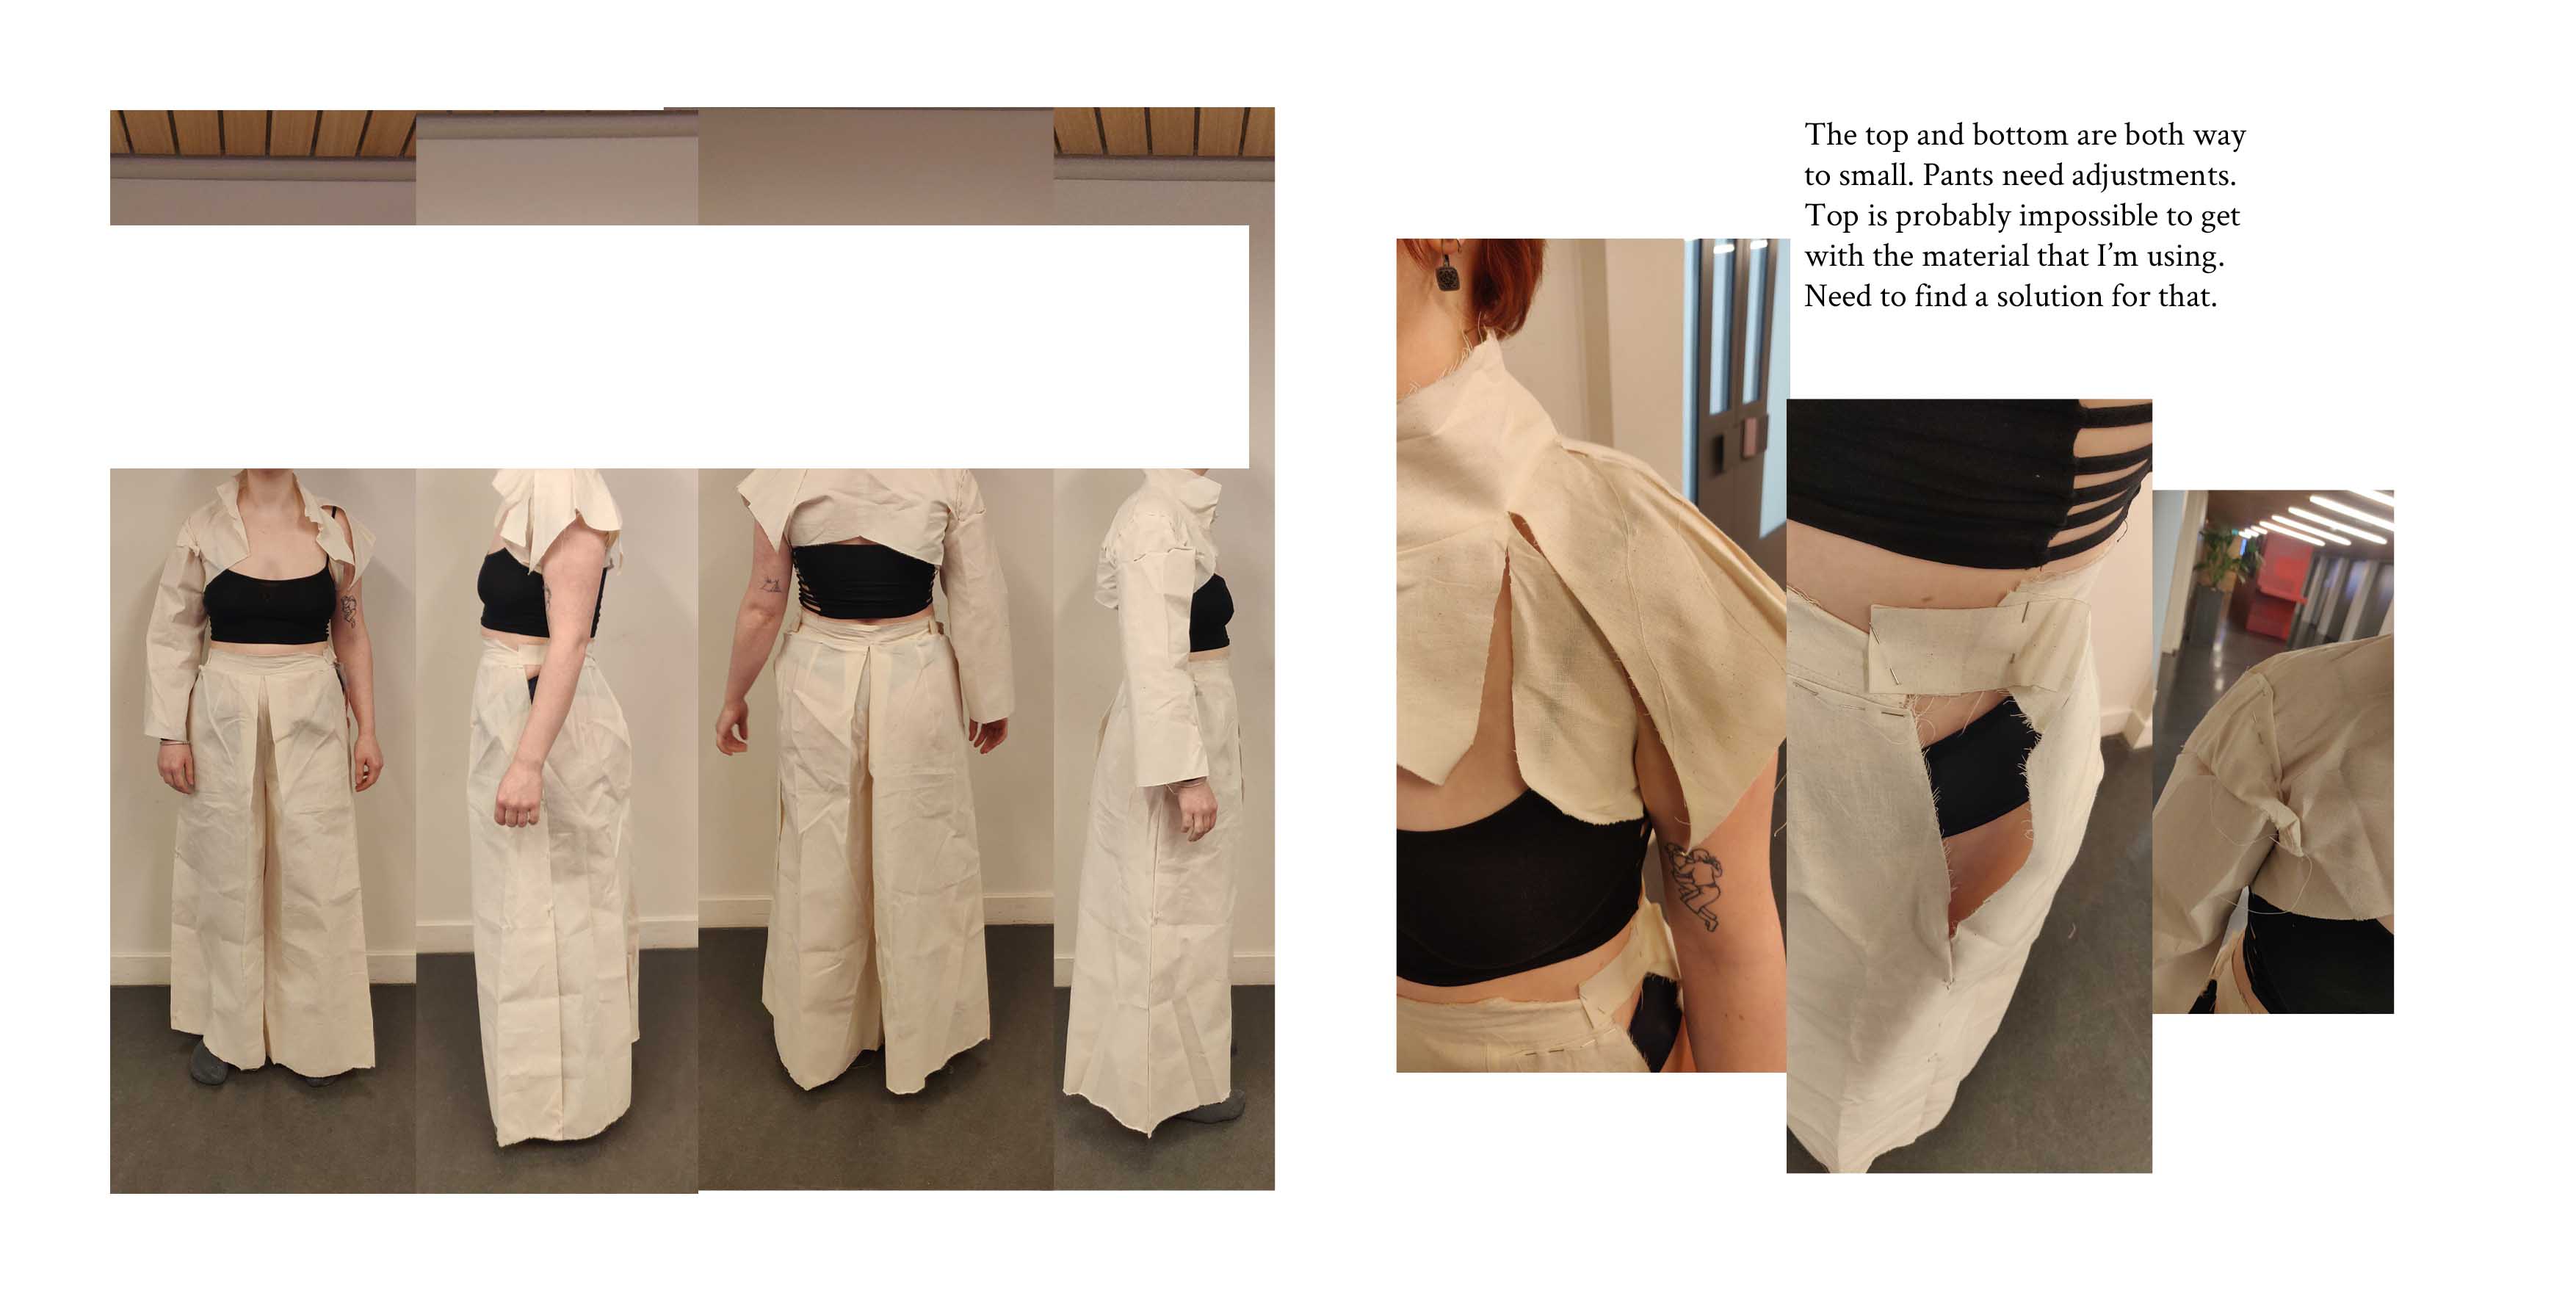 The top and bottom are both way
to small. Pants need adjustments.
Top is probably impossible to get
with the material that I’m using.
Need to find a solution for that.